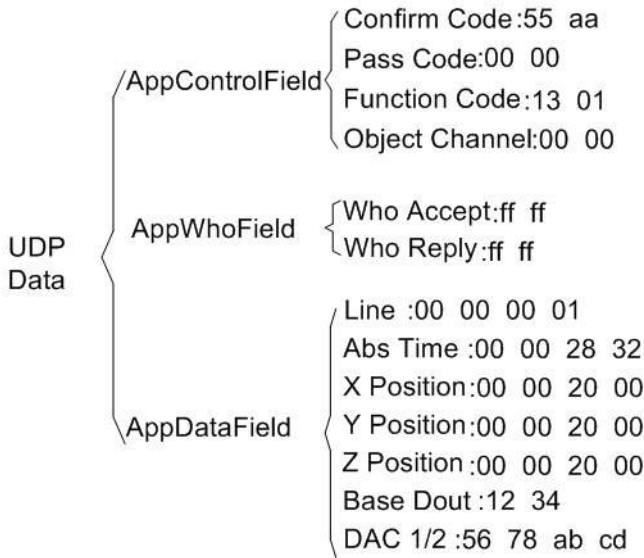 UDP
Data
AppControlField
Confirm Code:55 aa
Pass Code:00 00
Function Code:13 01
Object Channel:00 00
AppWhoField
Who Accept:ff ff
Who Reply:ff ff
AppDataField
Line :00 00 00 01
Abs Time :00 00 28 32
X Position:00 00 20 00
Y Position:00 00 20 00
Z Position:00 00 20 00
Base Dout :12 34
DAC 1/2 :56 78 ab cd